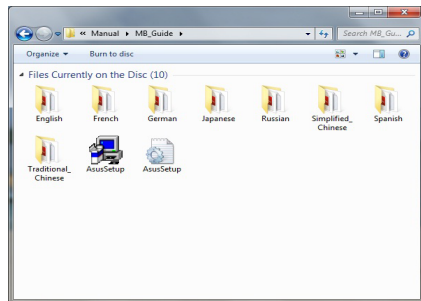 « Manual ▸ MB_Guide ▸
Search MB_Gu...
Organize ▾ Burn to disc
Files Currently on the Disc (10)
English French German Japanese Russian Simplified_ Spanish
Chinese
Traditional_ AsusSetup AsusSetup
Chinese